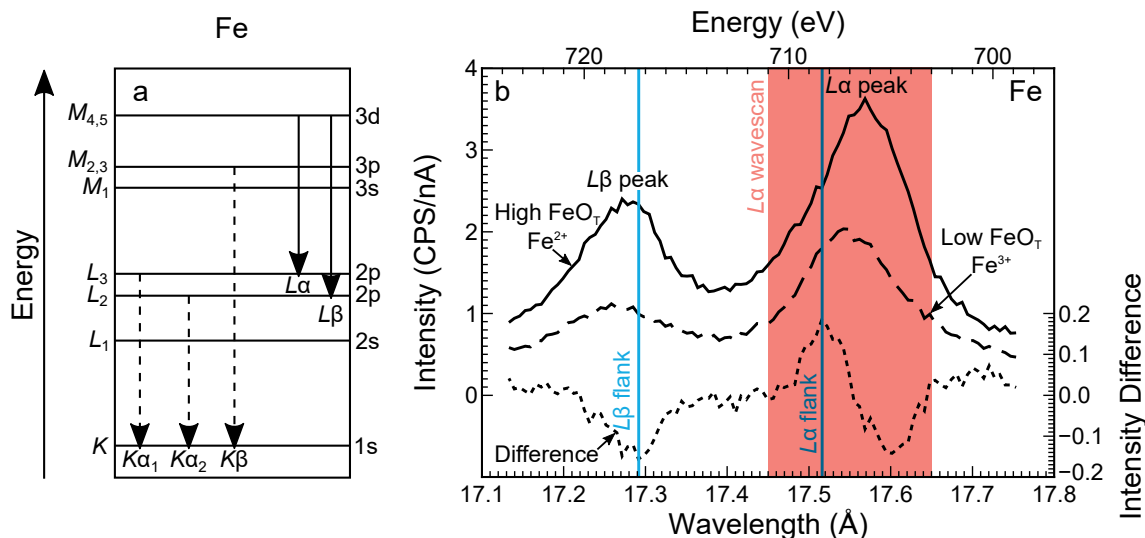 Fe
a
Energy
M4,5
M2,3
M1
L3
L2
L1
K
3d
3p
3s
2p
2p
2s
1s
Lα
Lβ
Kα1
Kα2
Kβ
Energy (eV)
718
708
698
b
Fe
Intensity (CPS/nA)
4
3
2
1
0
Lα wavescan
Lα peak
Lβ peak
High FeOT
Fe2+
Low FeOT
Fe3+
Lβ flank
Lα flank
Difference
0.2
0.1
0.0
−0.1
−0.2
Intensity Difference
17.1
17.2
17.3
17.4
17.5
17.6
17.7
17.8
Wavelength (Å)